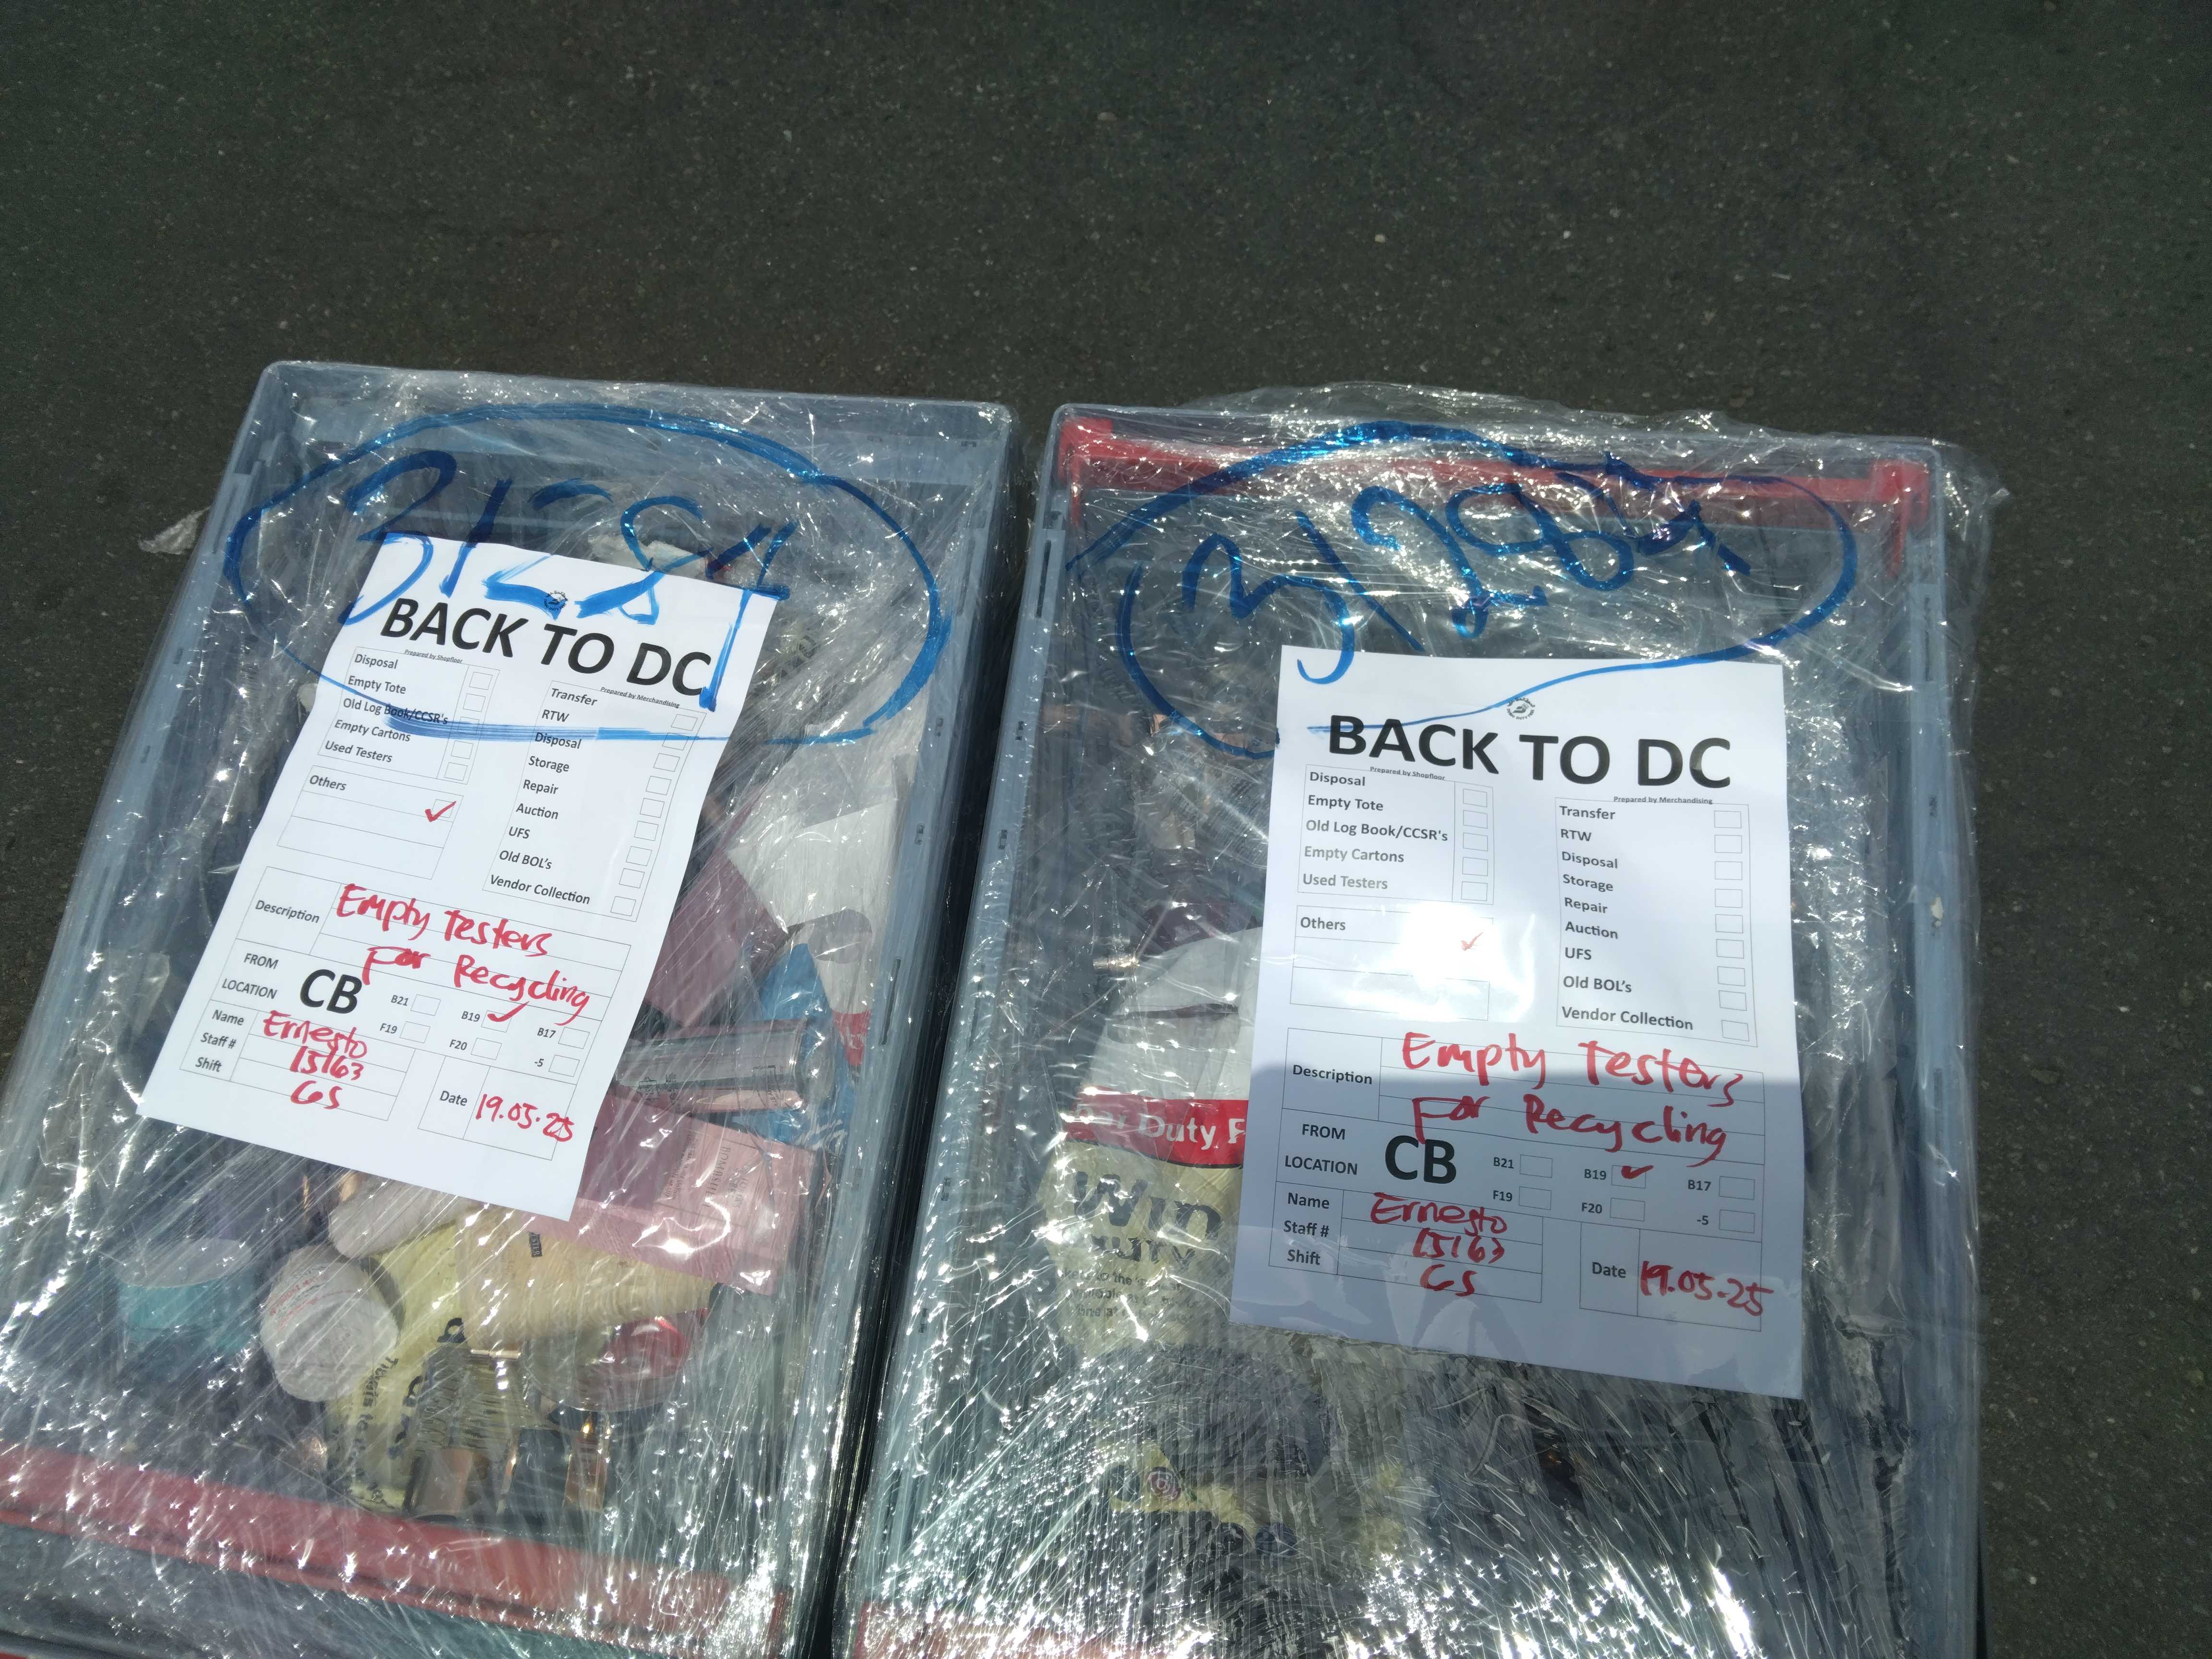 31284
BACK TO DC
Prepared by Shopfloor
Disposal
Empty Tote
Old Log Book/CCSR's
Empty Cartons
Used Testers
Others
Prepared by Merchandising
Transfer
RTW
Disposal
Storage
Repair
Auction
UFS
Old BOL's
Vendor Collection
Description
Empty Testers
For Recycling
FROM
LOCATION
CB
B21 B19 B17
F19 F20 -5
Name Ernesto
Staff # 15163
Shift GS
Date 19.05.25
31284
BACK TO DC
Prepared by Shopfloor
Disposal
Empty Tote
Old Log Book/CCSR's
Empty Cartons
Used Testers
Others
Prepared by Merchandising
Transfer
RTW
Disposal
Storage
Repair
Auction
UFS
Old BOL's
Vendor Collection
Description
Empty Testers
For Recycling
FROM
LOCATION
CB
B21 B19 B17
F19 F20 -5
Name Ernesto
Staff # 15163
Shift GS
Date 19.05.25
Duty
Win